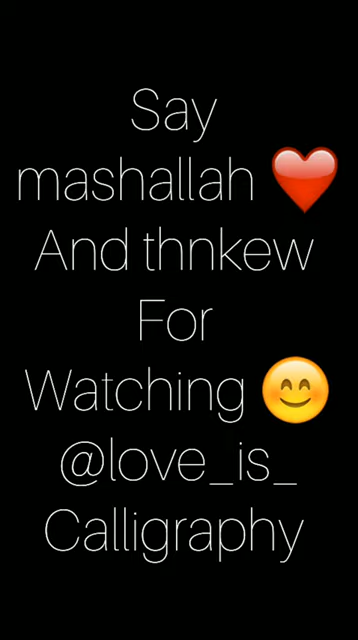 Say
mashallah ❤️
And thnkew
For
Watching 😊
@love_is_
Calligraphy